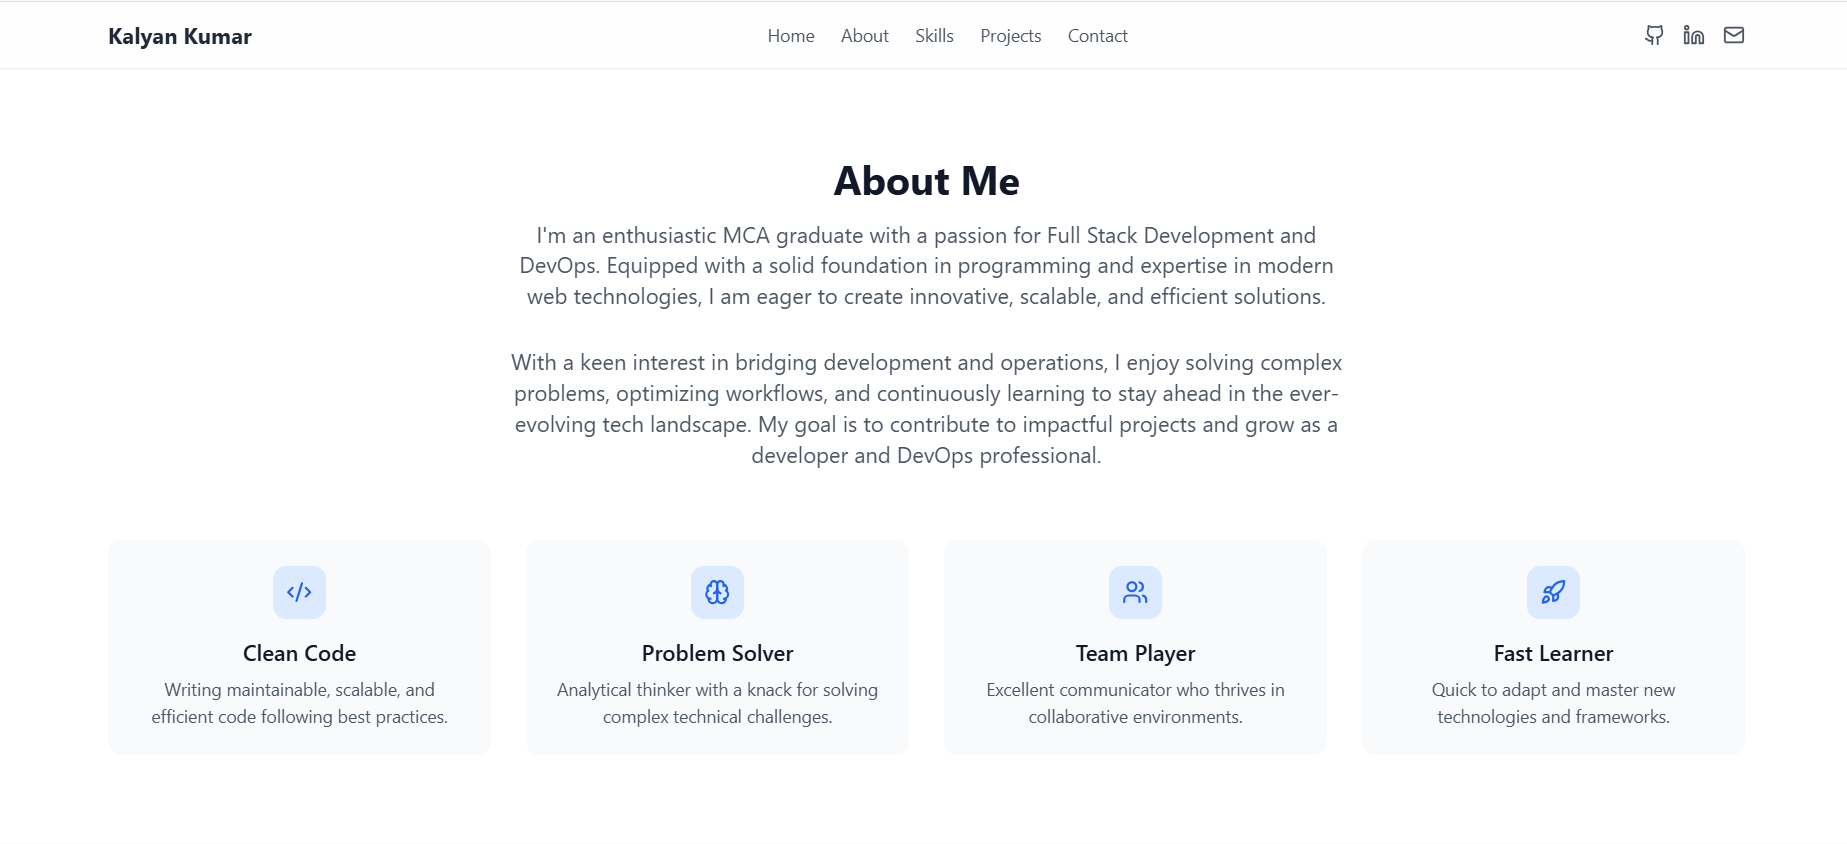 Kalyan Kumar
Home About Skills Projects Contact
About Me
I'm an enthusiastic MCA graduate with a passion for Full Stack Development and
DevOps. Equipped with a solid foundation in programming and expertise in modern
web technologies, I am eager to create innovative, scalable, and efficient solutions.
With a keen interest in bridging development and operations, I enjoy solving complex
problems, optimizing workflows, and continuously learning to stay ahead in the ever-
evolving tech landscape. My goal is to contribute to impactful projects and grow as a
developer and DevOps professional.
Clean Code
Writing maintainable, scalable, and
efficient code following best practices.
Problem Solver
Analytical thinker with a knack for solving
complex technical challenges.
Team Player
Excellent communicator who thrives in
collaborative environments.
Fast Learner
Quick to adapt and master new
technologies and frameworks.